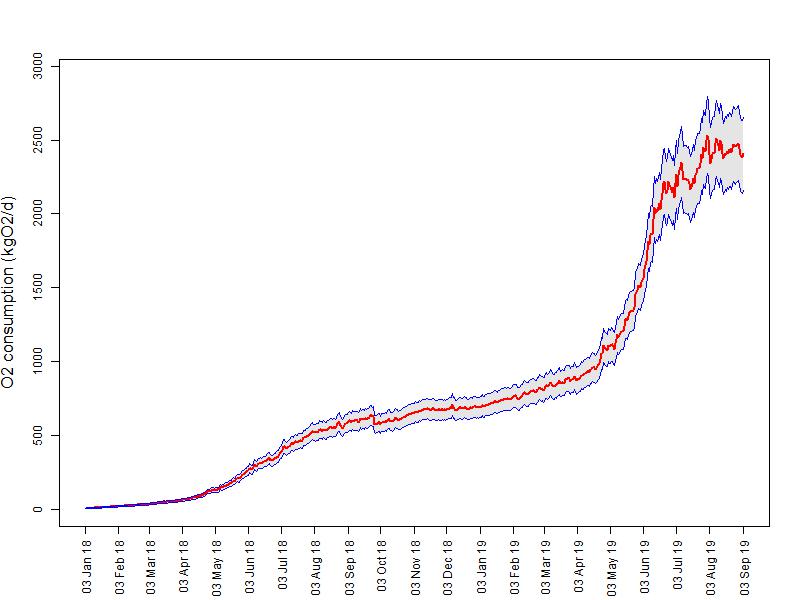 O2 consumption (kgO2/d)
3000
2500
2000
1500
1000
500
0
03 Jan 18
03 Feb 18
03 Mar 18
03 Apr 18
03 May 18
03 Jun 18
03 Jul 18
03 Aug 18
03 Sep 18
03 Oct 18
03 Nov 18
03 Dec 18
03 Jan 19
03 Feb 19
03 Mar 19
03 Apr 19
03 May 19
03 Jun 19
03 Jul 19
03 Aug 19
03 Sep 19